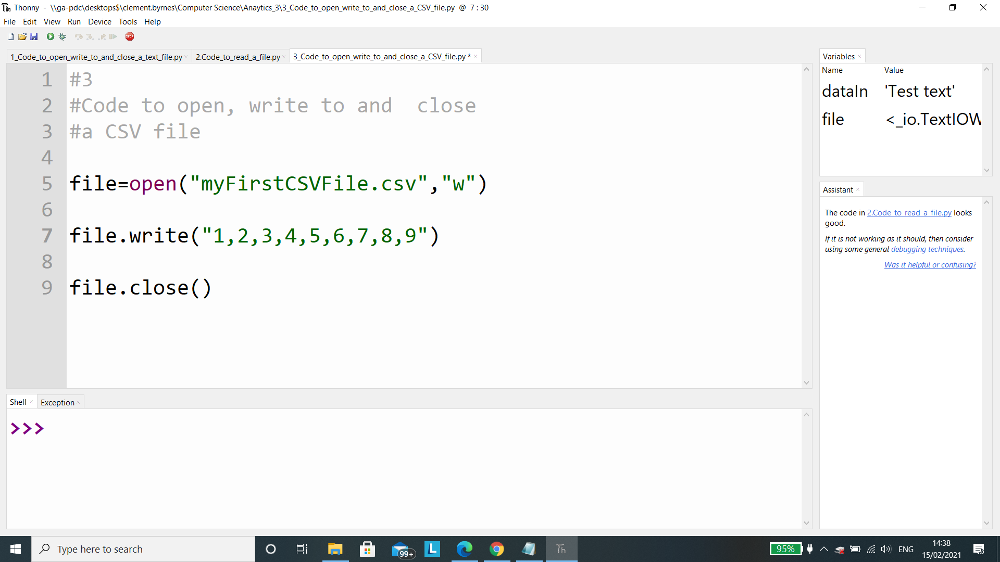 Thonny - \\ga-pdc\desktops$\clement.byrnes\Computer Science\Anaytics_3\3_Code_to_open_write_to_and_close_a_CSV_file.py @ 7 : 30
File Edit View Run Device Tools Help
STOP
1_Code_to_open_write_to_and_close_a_text_file.py × 2.Code_to_read_a_file.py × 3_Code_to_open_write_to_and_close_a_CSV_file.py * ×
1 #3
2 #Code to open, write to and  close
3 #a CSV file
4
5 file=open("myFirstCSVFile.csv","w")
6
7 file.write("1,2,3,4,5,6,7,8,9")
8
9 file.close()
Variables ×
Name Value
dataIn 'Test text'
file <_io.TextIOW
Assistant ×
The code in 2.Code_to_read_a_file.py looks
good.
If it is not working as it should, then consider
using some general debugging techniques.
Was it helpful or confusing?
Shell × Exception ×
>>>
Type here to search
99+
L
Th
95%
ENG
14:38
15/02/2021